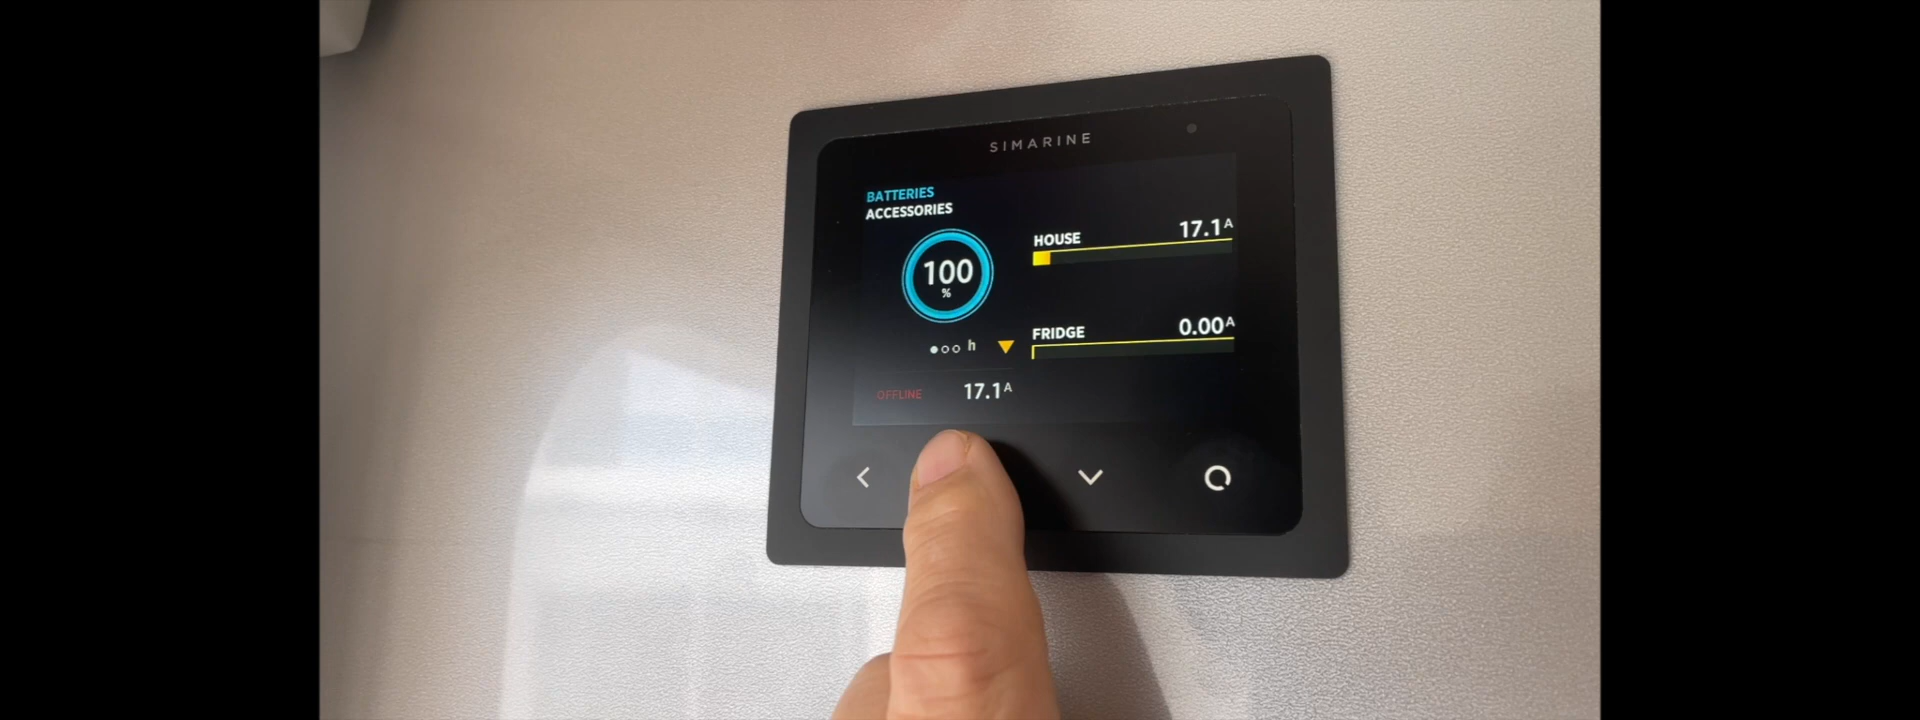 SIMARINE
BATTERIES
ACCESSORIES
100
%
h
OFFLINE 17.1 A
HOUSE 17.1 A
FRIDGE 0.00 A